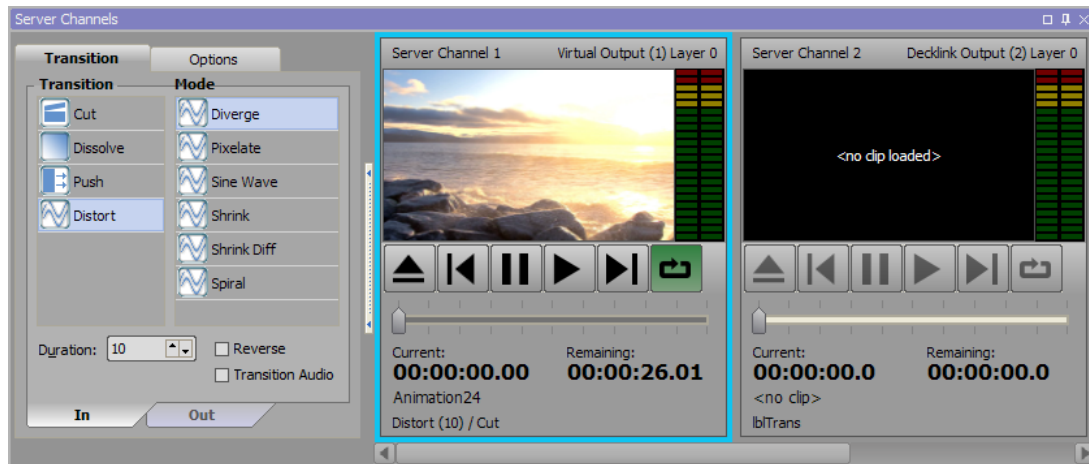 Server Channels
Transition
Options
Transition
Mode
Cut
Dissolve
Push
Distort
Diverge
Pixelate
Sine Wave
Shrink
Shrink Diff
Spiral
Duration: 10
Reverse
Transition Audio
In
Out
Server Channel 1 Virtual Output (1) Layer 0
Current: Remaining:
00:00:00.00 00:00:26.01
Animation24
Distort (10) / Cut
Server Channel 2 Decklink Output (2) Layer 0
<no clip loaded>
Current: Remaining:
00:00:00.0 00:00:00.0
<no clip>
lblTrans